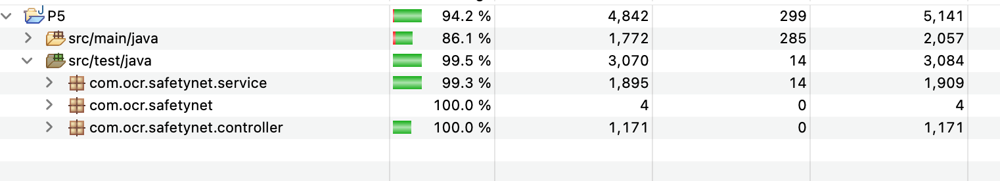 P5 94.2 % 4,842 299 5,141
src/main/java 86.1 % 1,772 285 2,057
src/test/java 99.5 % 3,070 14 3,084
com.ocr.safetynet.service 99.3 % 1,895 14 1,909
com.ocr.safetynet 100.0 % 4 0 4
com.ocr.safetynet.controller 100.0 % 1,171 0 1,171